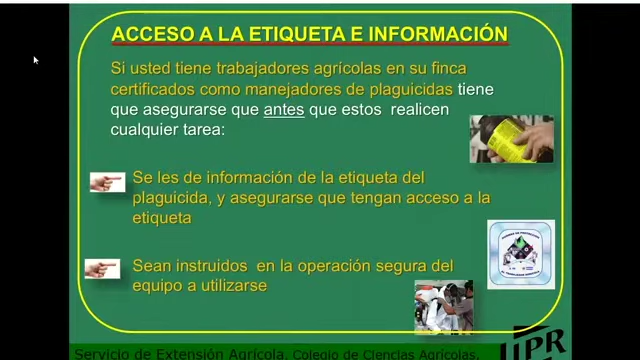 ACCESO A LA ETIQUETA E INFORMACIÓN
Si usted tiene trabajadores agrícolas en su finca
certificados como manejadores de plaguicidas tiene
que asegurarse que antes que estos realicen
cualquier tarea:
Se les de información de la etiqueta del
plaguicida, y asegurarse que tengan acceso a la
etiqueta
Sean instruidos en la operación segura del
equipo a utilizarse
Servicio de Extensión Agrícola, Colegio de Ciencias Agrícolas,
UPR